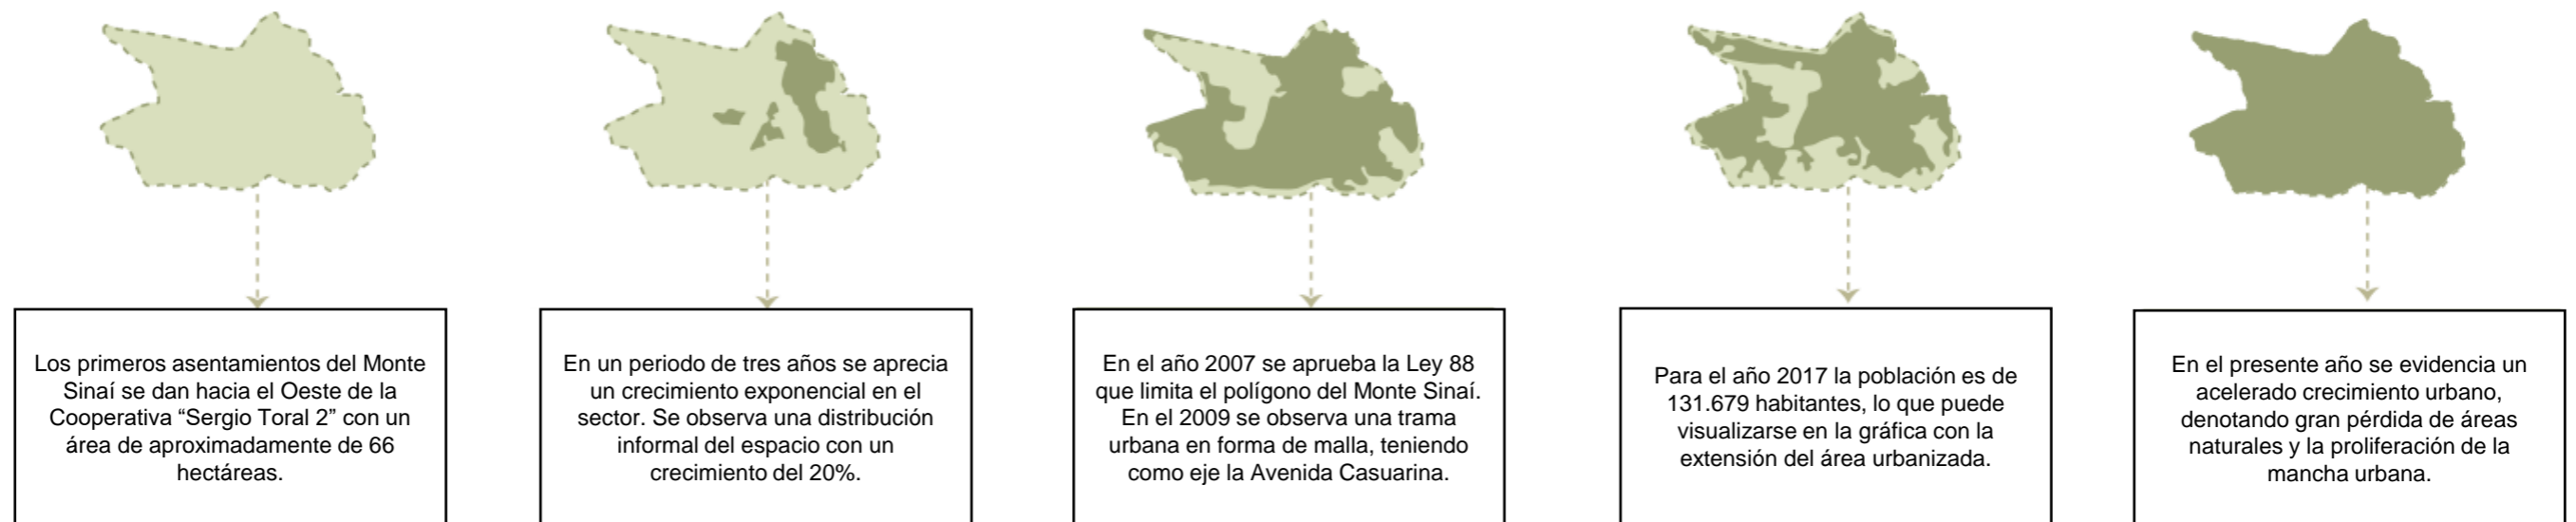 Los primeros asentamientos del Monte
Sinaí se dan hacia el Oeste de la
Cooperativa “Sergio Toral 2” con un
área de aproximadamente de 66
hectáreas.
En un periodo de tres años se aprecia
un crecimiento exponencial en el
sector. Se observa una distribución
informal del espacio con un
crecimiento del 20%.
En el año 2007 se aprueba la Ley 88
que limita el polígono del Monte Sinaí.
En el 2009 se observa una trama
urbana en forma de malla, teniendo
como eje la Avenida Casuarina.
Para el año 2017 la población es de
131.679 habitantes, lo que puede
visualizarse en la gráfica con la
extensión del área urbanizada.
En el presente año se evidencia un
acelerado crecimiento urbano,
denotando gran pérdida de áreas
naturales y la proliferación de la
mancha urbana.